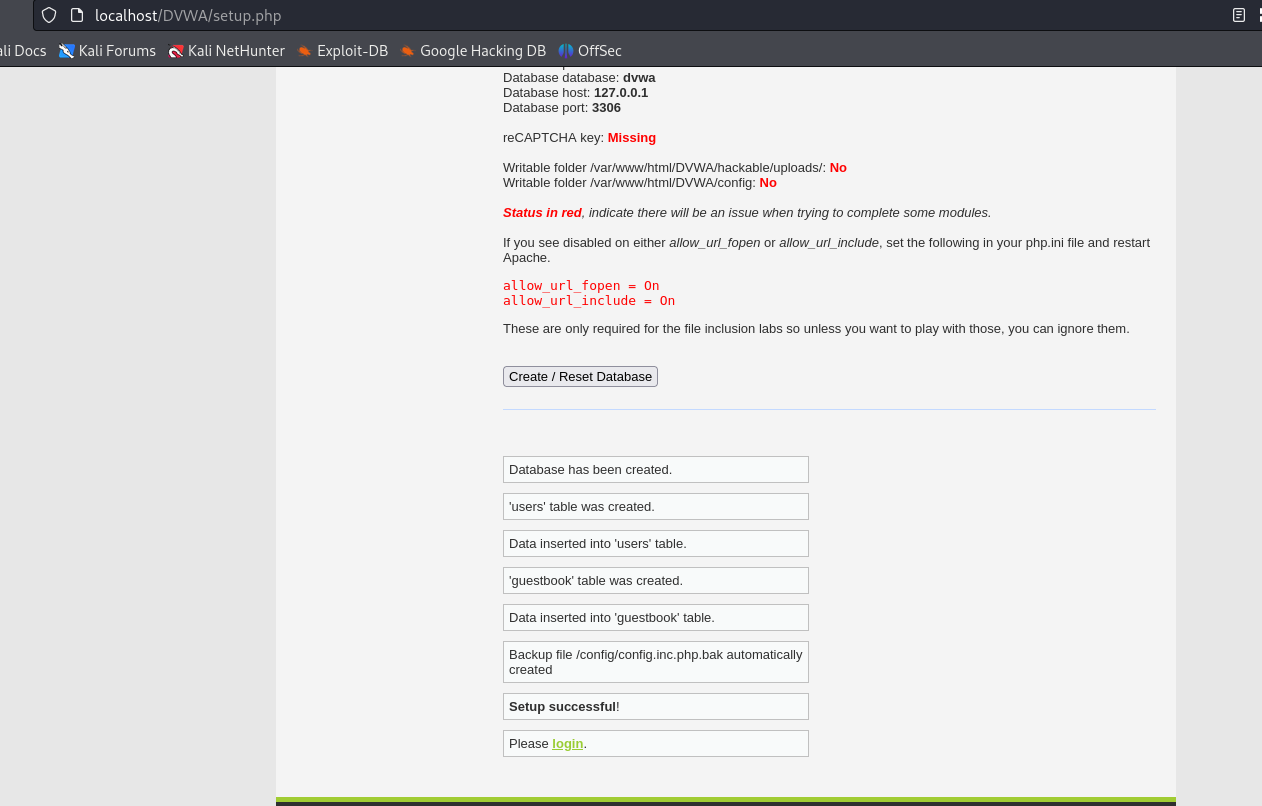 localhost/DVWA/setup.php
ali Docs Kali Forums Kali NetHunter Exploit-DB Google Hacking DB OffSec
Database database: dvwa
Database host: 127.0.0.1
Database port: 3306
reCAPTCHA key: Missing
Writable folder /var/www/html/DVWA/hackable/uploads/: No
Writable folder /var/www/html/DVWA/config: No
Status in red, indicate there will be an issue when trying to complete some modules.
If you see disabled on either allow_url_fopen or allow_url_include, set the following in your php.ini file and restart
Apache.
allow_url_fopen = On
allow_url_include = On
These are only required for the file inclusion labs so unless you want to play with those, you can ignore them.
Create / Reset Database
Database has been created.
'users' table was created.
Data inserted into 'users' table.
'guestbook' table was created.
Data inserted into 'guestbook' table.
Backup file /config/config.inc.php.bak automatically
created
Setup successful!
Please login.